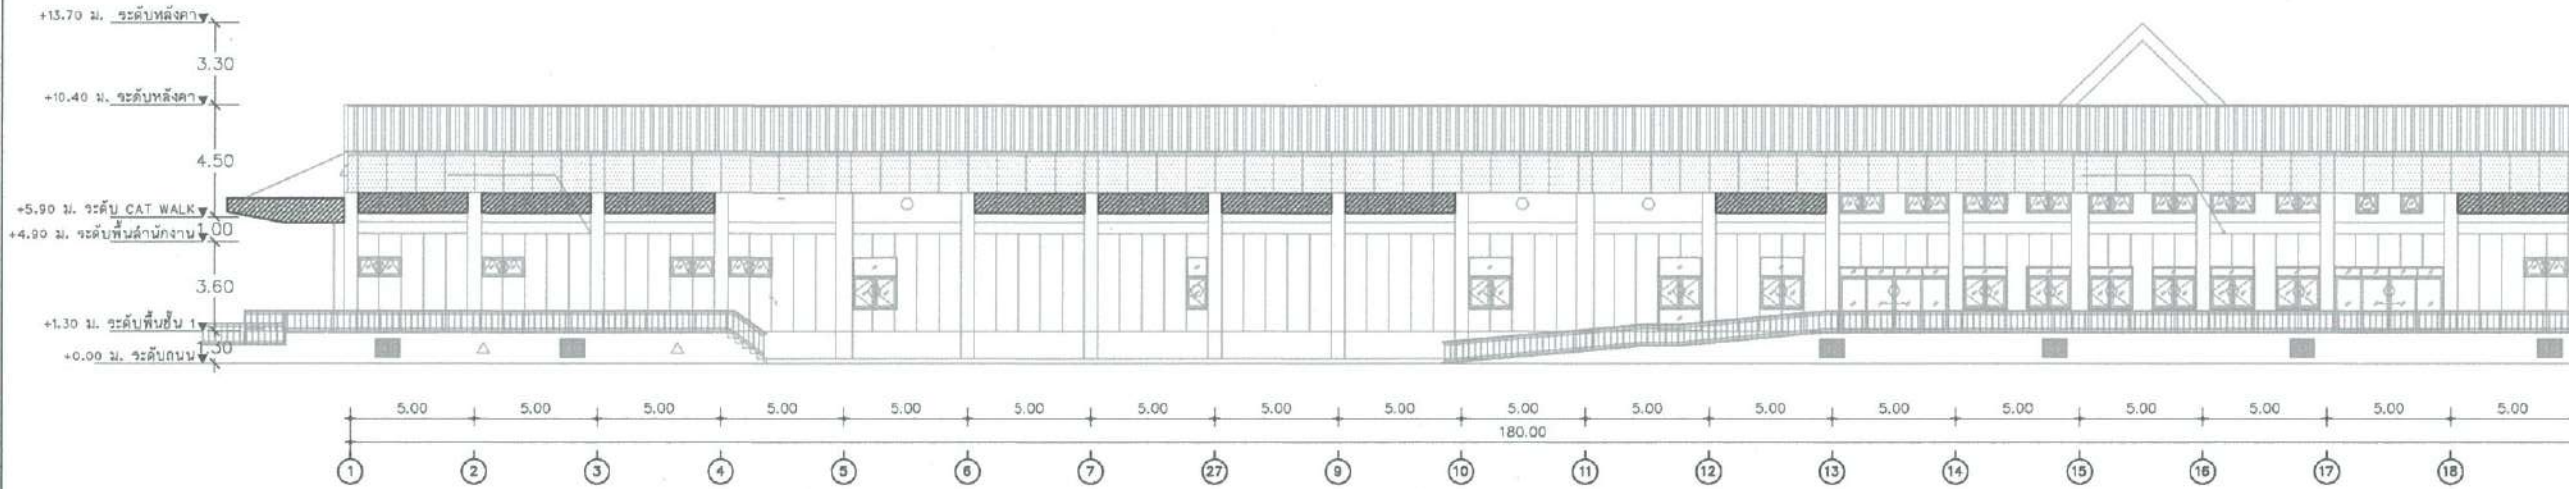 +13.70 ม. ระดับหลังคา
3.30
+10.40 ม. ระดับหลังคา
4.50
+5.90 ม. ระดับ CAT WALK
1.00
+4.90 ม. ระดับพื้นสำนักงาน
3.60
+1.30 ม. ระดับพื้นชั้น 1
1.30
+0.00 ม. ระดับถนน
5.00 5.00 5.00 5.00 5.00 5.00 5.00 5.00 5.00 5.00 5.00 5.00 5.00 5.00 5.00 5.00 5.00 5.00
180.00
1 2 3 4 5 6 7 27 9 10 11 12 13 14 15 16 17 18